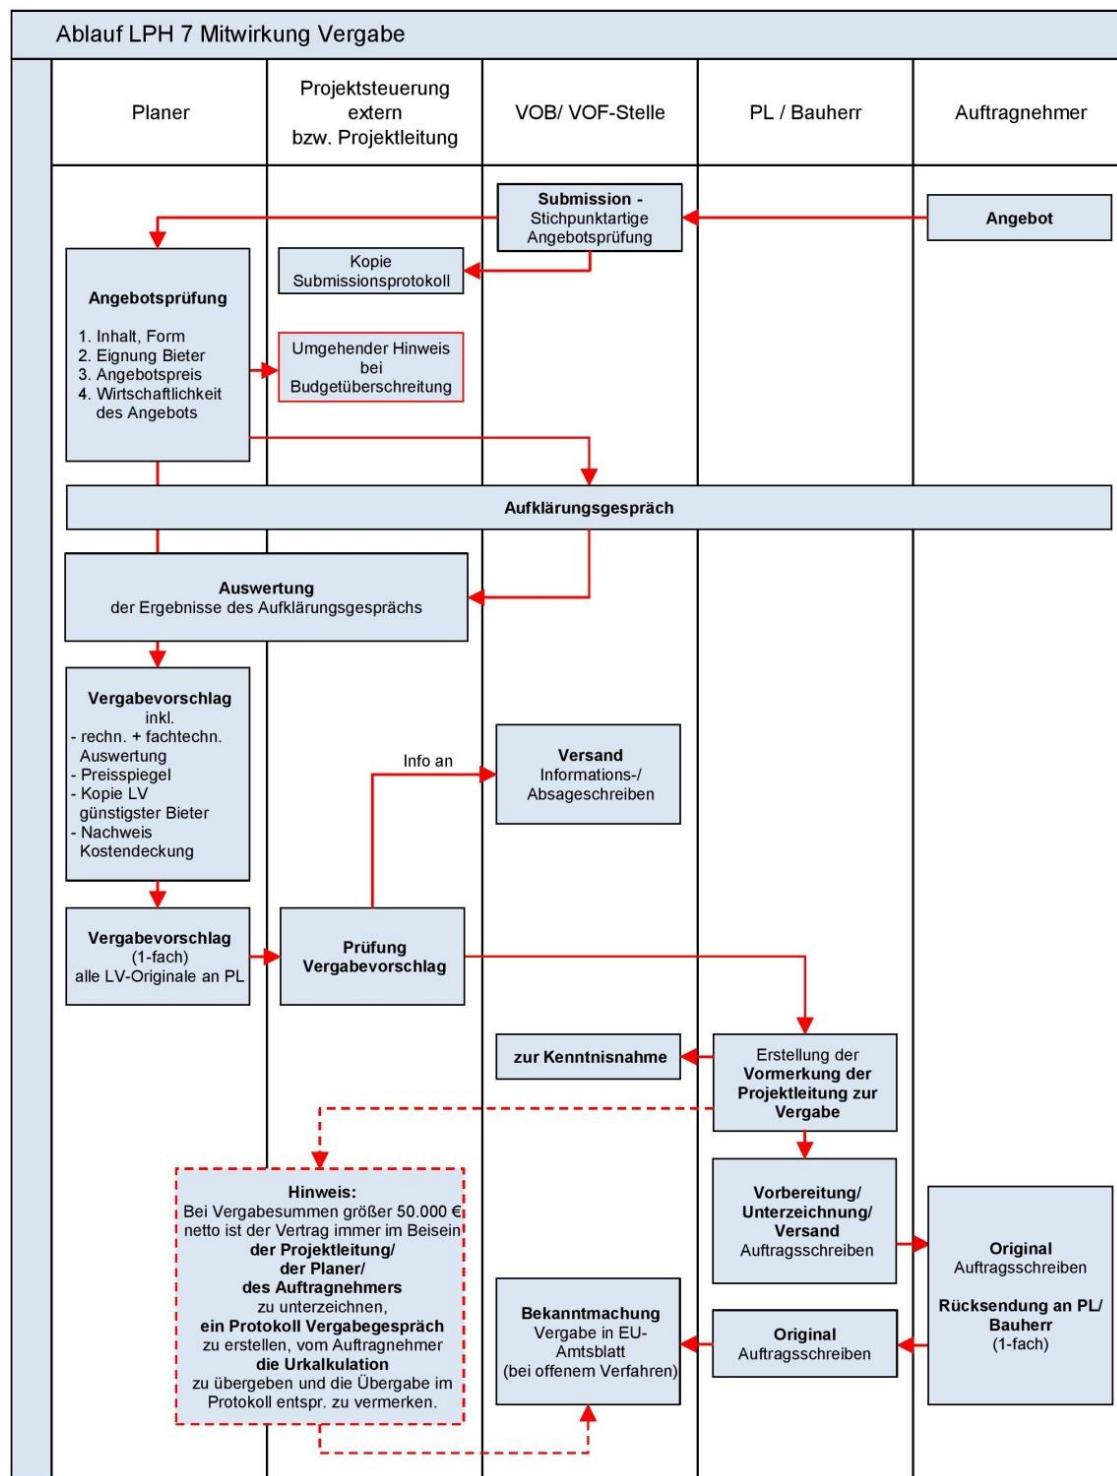 Ablauf LPH 7 Mitwirkung Vergabe
Planer
Projektsteuerung
extern
bzw. Projektleitung
VOB/ VOF-Stelle
PL / Bauherr
Auftragnehmer
Submission -
Stichpunktartige
Angebotsprüfung
Angebot
Kopie
Submissionsprotokoll
Angebotsprüfung
1. Inhalt, Form
2. Eignung Bieter
3. Angebotspreis
4. Wirtschaftlichkeit
des Angebots
Umgehender Hinweis
bei
Budgetüberschreitung
Aufklärungsgespräch
Auswertung
der Ergebnisse des Aufklärungsgesprächs
Vergabevorschlag
inkl.
- rechn. + fachtechn.
Auswertung
- Preisspiegel
- Kopie LV
günstigster Bieter
- Nachweis
Kostendeckung
Info an
Versand
Informations-/
Absageschreiben
Vergabevorschlag
(1-fach)
alle LV-Originale an PL
Prüfung
Vergabevorschlag
zur Kenntnisnahme
Erstellung der
Vormerkung der
Projektleitung zur
Vergabe
Hinweis:
Bei Vergabesummen größer 50.000 €
netto ist der Vertrag immer im Beisein
der Projektleitung/
der Planer/
des Auftragnehmers
zu unterzeichnen,
ein Protokoll Vergabegespräch
zu erstellen, vom Auftragnehmer
die Urkalkulation
zu übergeben und die Übergabe im
Protokoll entspr. zu vermerken.
Vorbereitung/
Unterzeichnung/
Versand
Auftragsschreiben
Original
Auftragsschreiben
Rücksendung an PL/
Bauherr
(1-fach)
Bekanntmachung
Vergabe in EU-
Amtsblatt
(bei offenem Verfahren)
Original
Auftragsschreiben